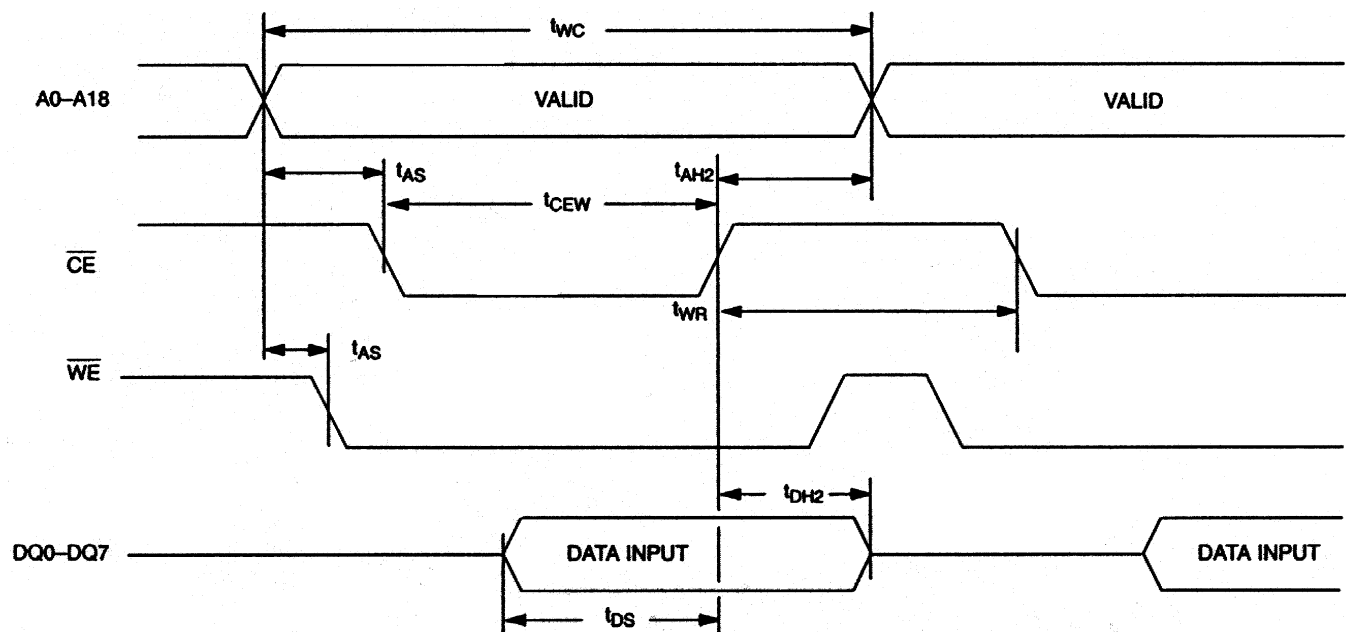 tWC
A0–A18
VALID
VALID
tAS
tAH2
tCEW
CE
tWR
tAS
WE
tDH2
DQ0–DQ7
DATA INPUT
DATA INPUT
tDS